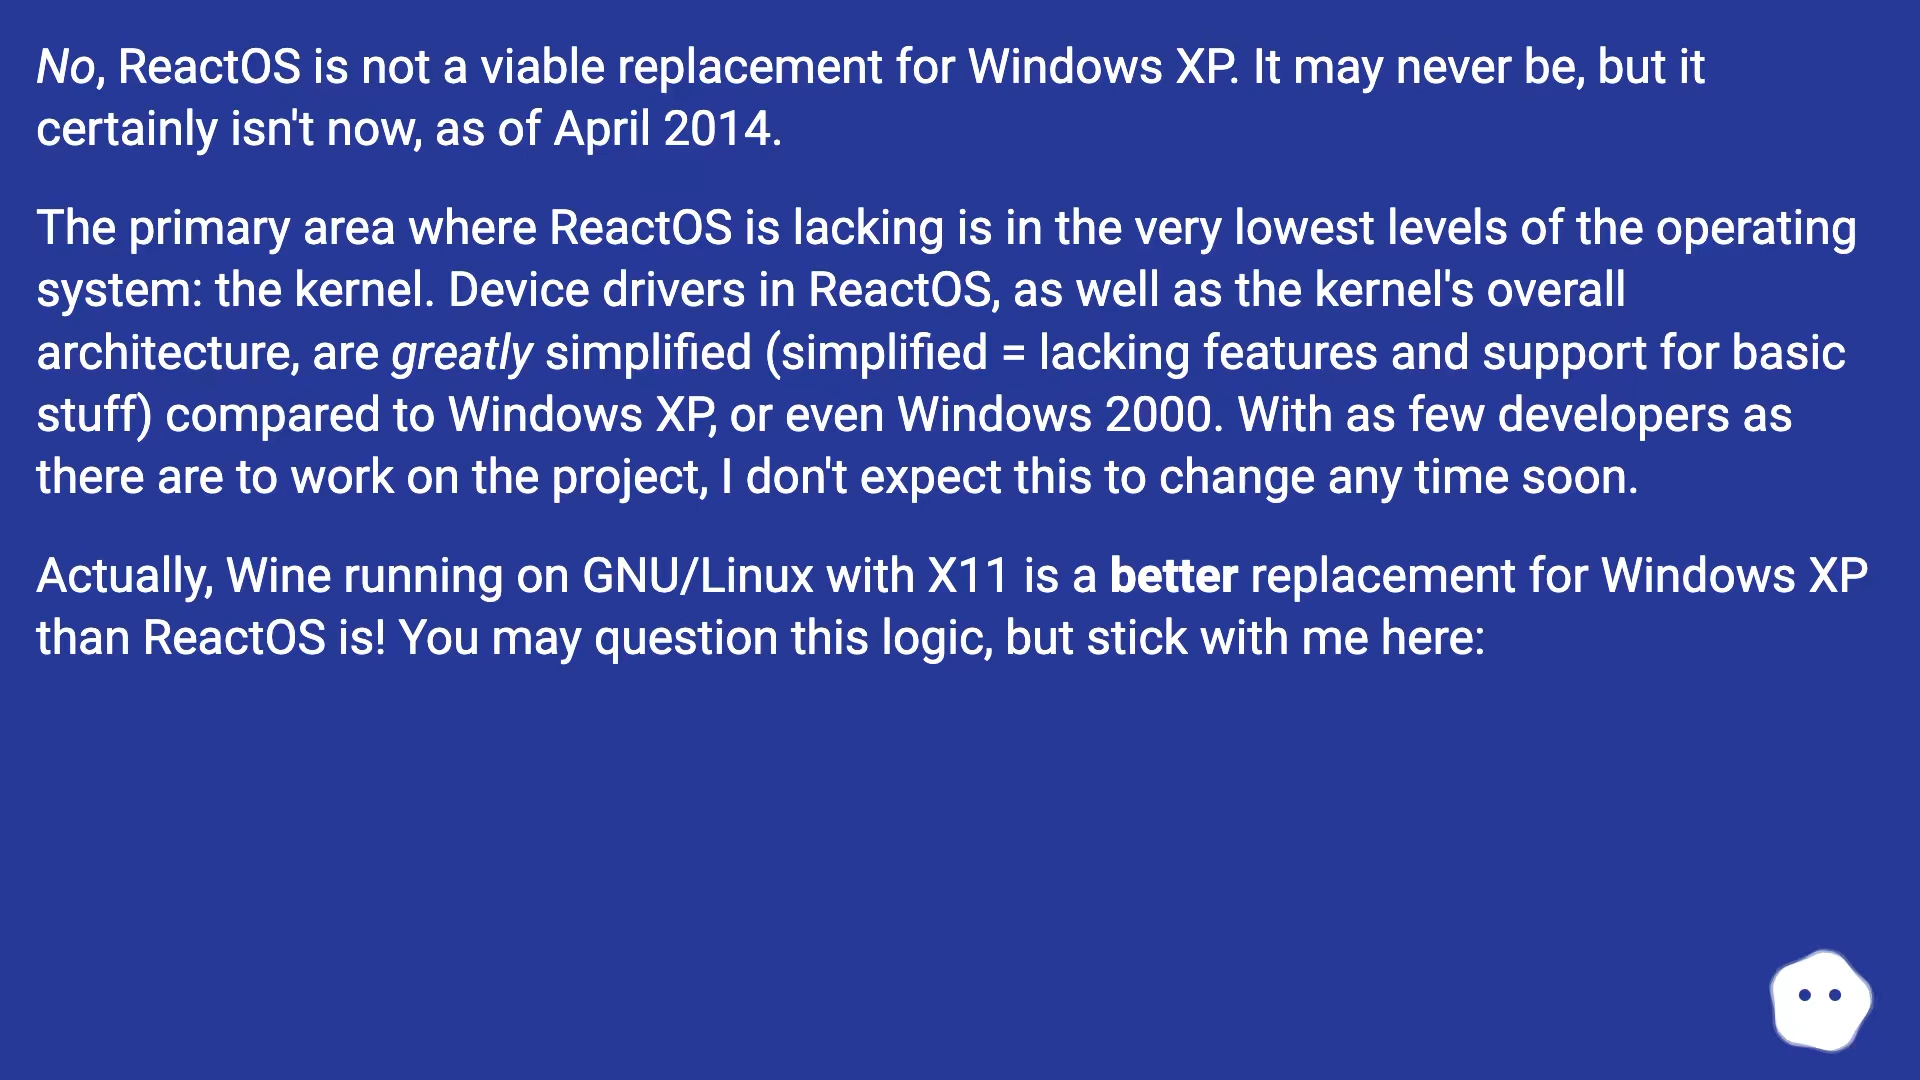 No, ReactOS is not a viable replacement for Windows XP. It may never be, but it
certainly isn't now, as of April 2014.
The primary area where ReactOS is lacking is in the very lowest levels of the operating
system: the kernel. Device drivers in ReactOS, as well as the kernel's overall
architecture, are greatly simplified (simplified = lacking features and support for basic
stuff) compared to Windows XP, or even Windows 2000. With as few developers as
there are to work on the project, I don't expect this to change any time soon.
Actually, Wine running on GNU/Linux with X11 is a better replacement for Windows XP
than ReactOS is! You may question this logic, but stick with me here: